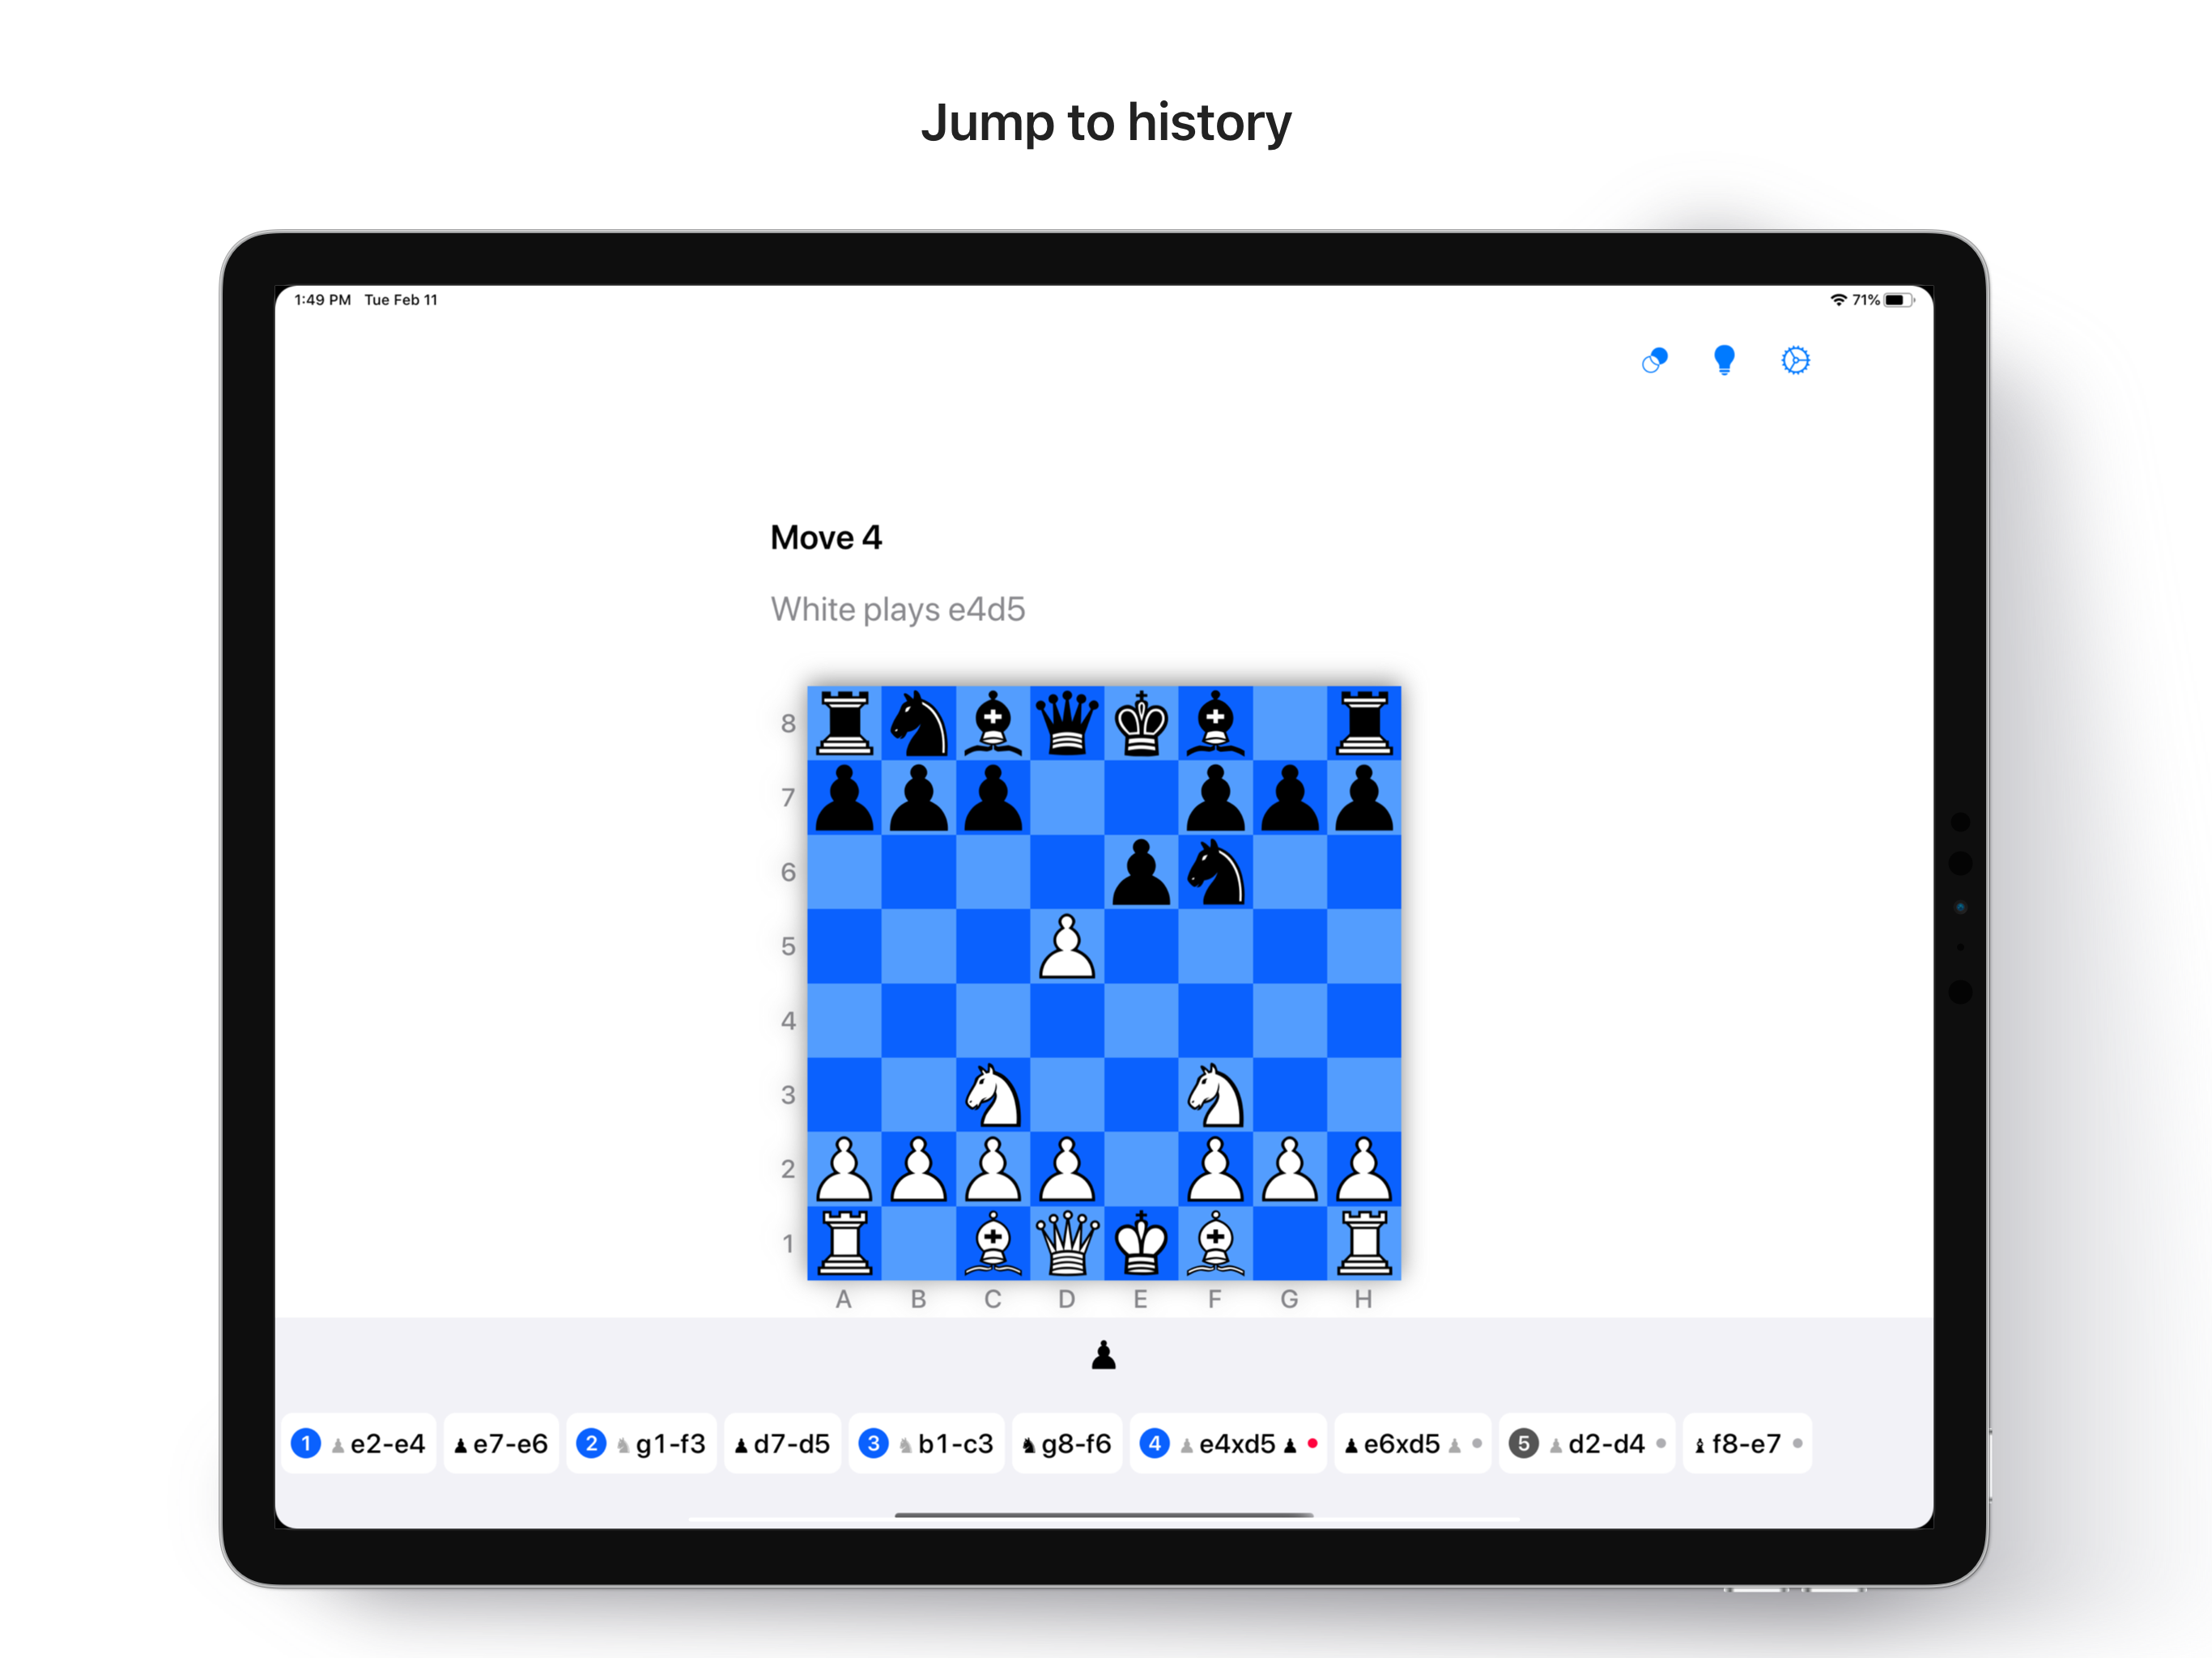 Jump to history
1:49 PM Tue Feb 11
71%
Move 4
White plays e4d5
8
7
6
5
4
3
2
1
A B C D E F G H
1 e2-e4 e7-e6 2 g1-f3 d7-d5 3 b1-c3 g8-f6 4 e4xd5 e6xd5 5 d2-d4 f8-e7